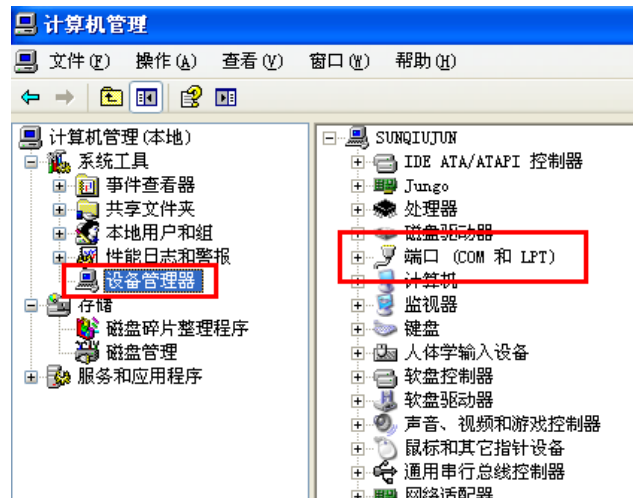 计算机管理
文件(F) 操作(A) 查看(V) 窗口(W) 帮助(H)
计算机管理(本地)
系统工具
事件查看器
共享文件夹
本地用户和组
性能日志和警报
设备管理器
存储
磁盘碎片整理程序
磁盘管理
服务和应用程序
SUNQIUJUN
IDE ATA/ATAPI 控制器
Jungo
处理器
磁盘驱动器
端口 (COM 和 LPT)
计算机
监视器
键盘
人体学输入设备
软盘控制器
软盘驱动器
声音、视频和游戏控制器
鼠标和其它指针设备
通用串行总线控制器
网络适配器